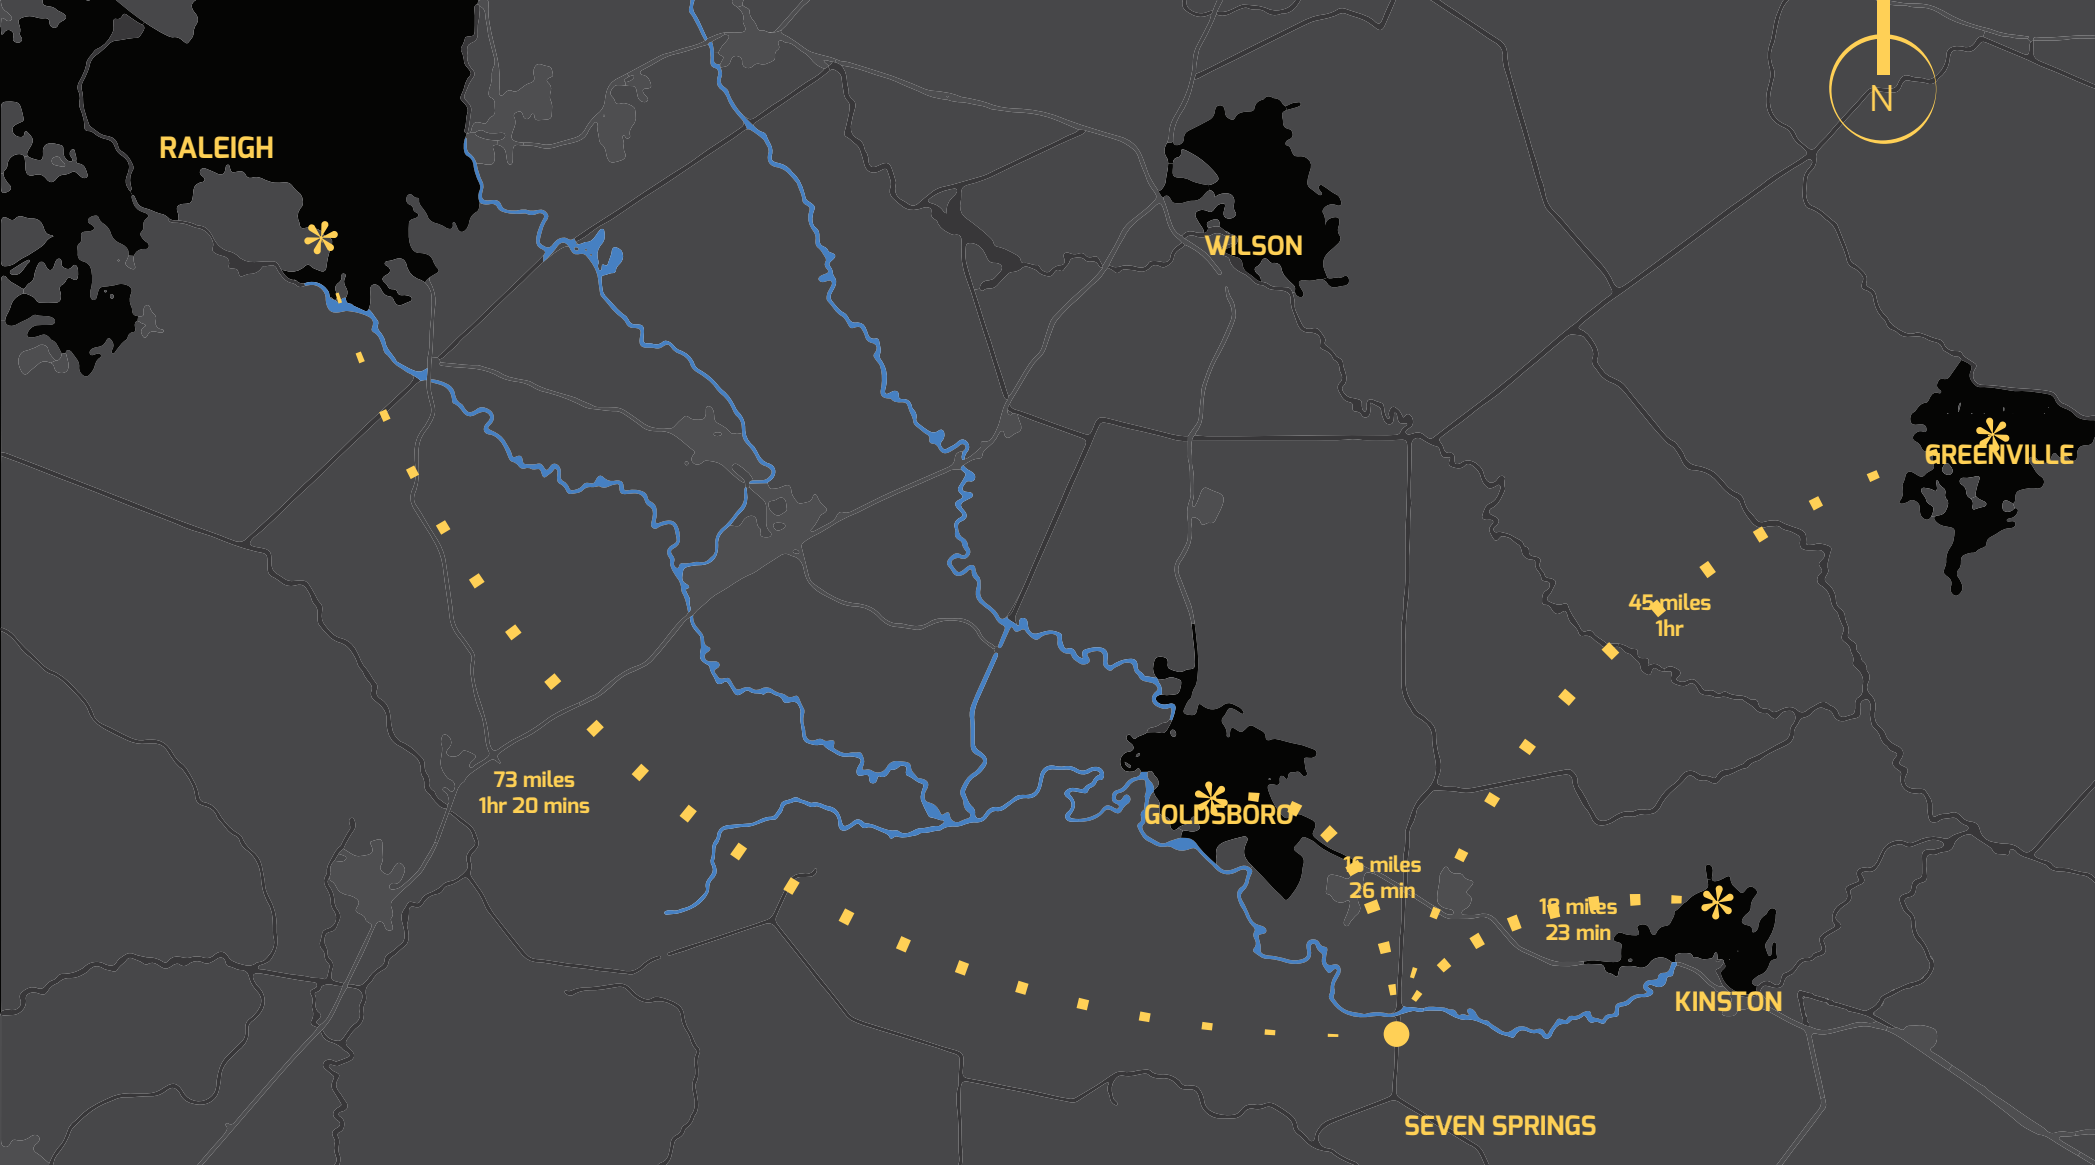 N
RALEIGH
WILSON
GREENVILLE
45 miles
1hr
73 miles
1hr 20 mins
GOLDSBORO
16 miles
26 min
18 miles
23 min
KINSTON
SEVEN SPRINGS